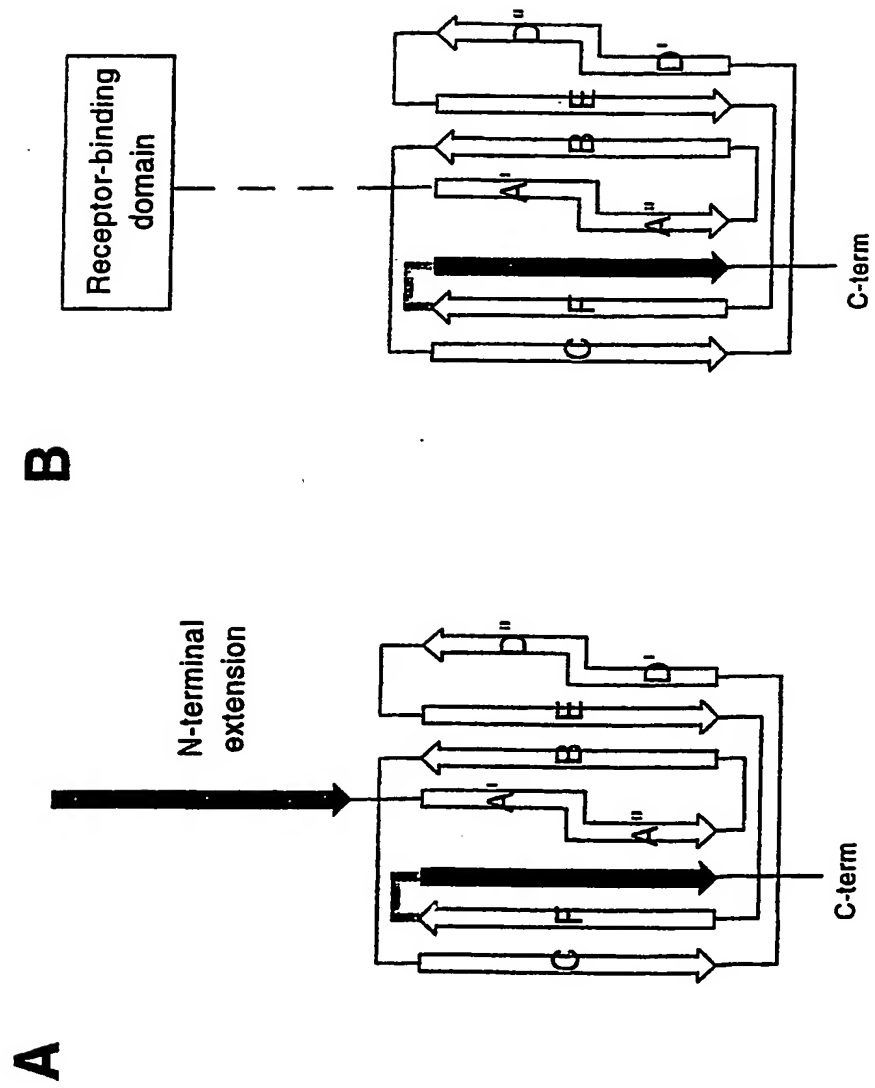 A
N-terminal
extension
C
F
A'
A"
B
E
D'
D"
C-term
B
Receptor-binding
domain
C
F
A'
A"
B
E
D'
D"
C-term